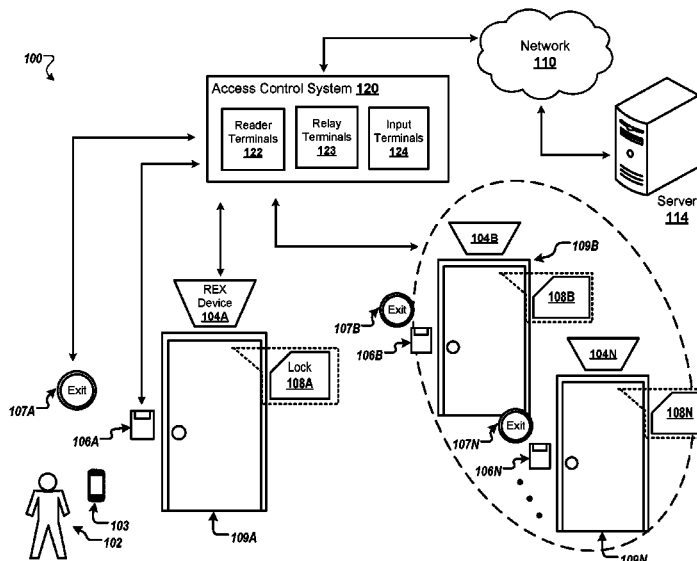 100
Network
110
Access Control System 120
Reader
Terminals
122
Relay
Terminals
123
Input
Terminals
124
Server
114
REX
Device
104A
104B
109B
108B
Exit
107B
106B
104N
108N
Lock
108A
Exit
107A
106A
Exit
107N
106N
103
102
109A
109N